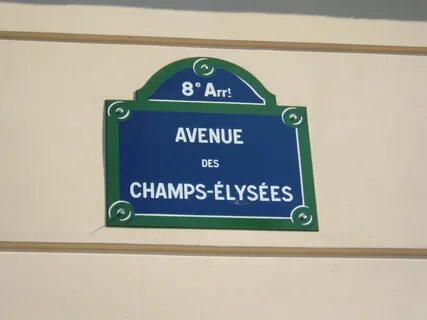 8e Arrt
AVENUE
DES
CHAMPS-ÉLYSÉES